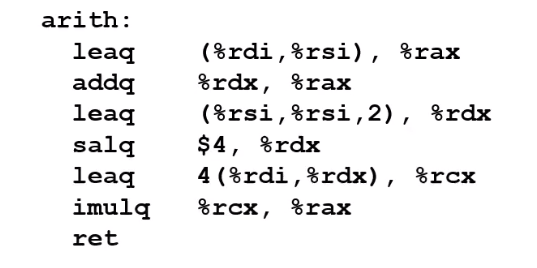 arith:
leaq (%rdi,%rsi), %rax
addq %rdx, %rax
leaq (%rsi,%rsi,2), %rdx
salq $4, %rdx
leaq 4(%rdi,%rdx), %rcx
imulq %rcx, %rax
ret